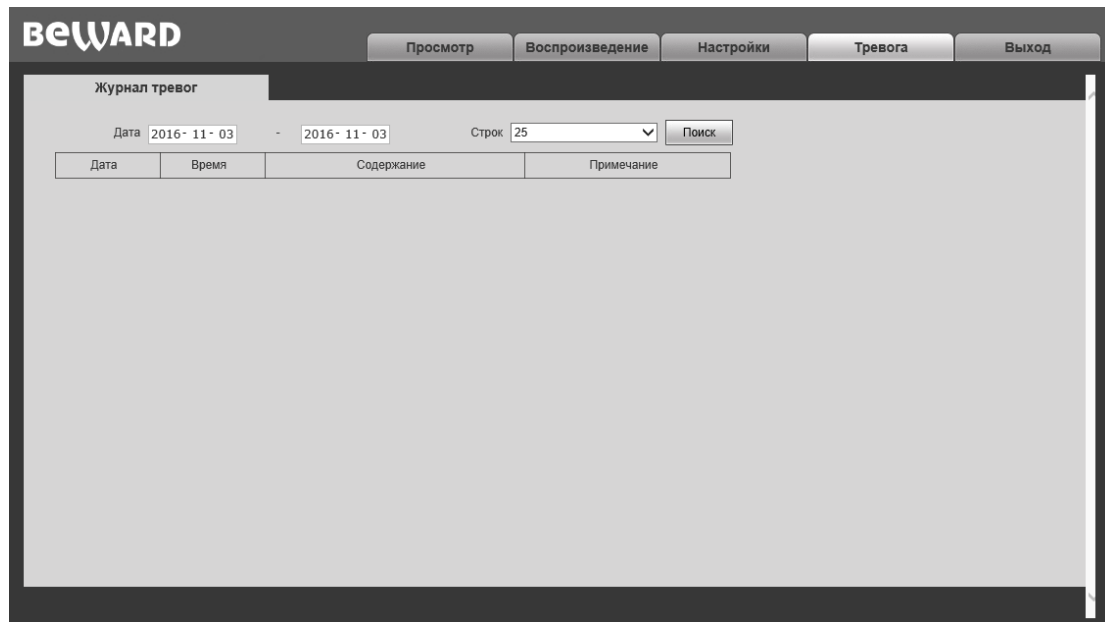 BEWARD
Просмотр Воспроизведение Настройки Тревога Выход
Журнал тревог
Дата 2016- 11- 03 - 2016- 11- 03 Строк 25 Поиск
Дата Время Содержание Примечание